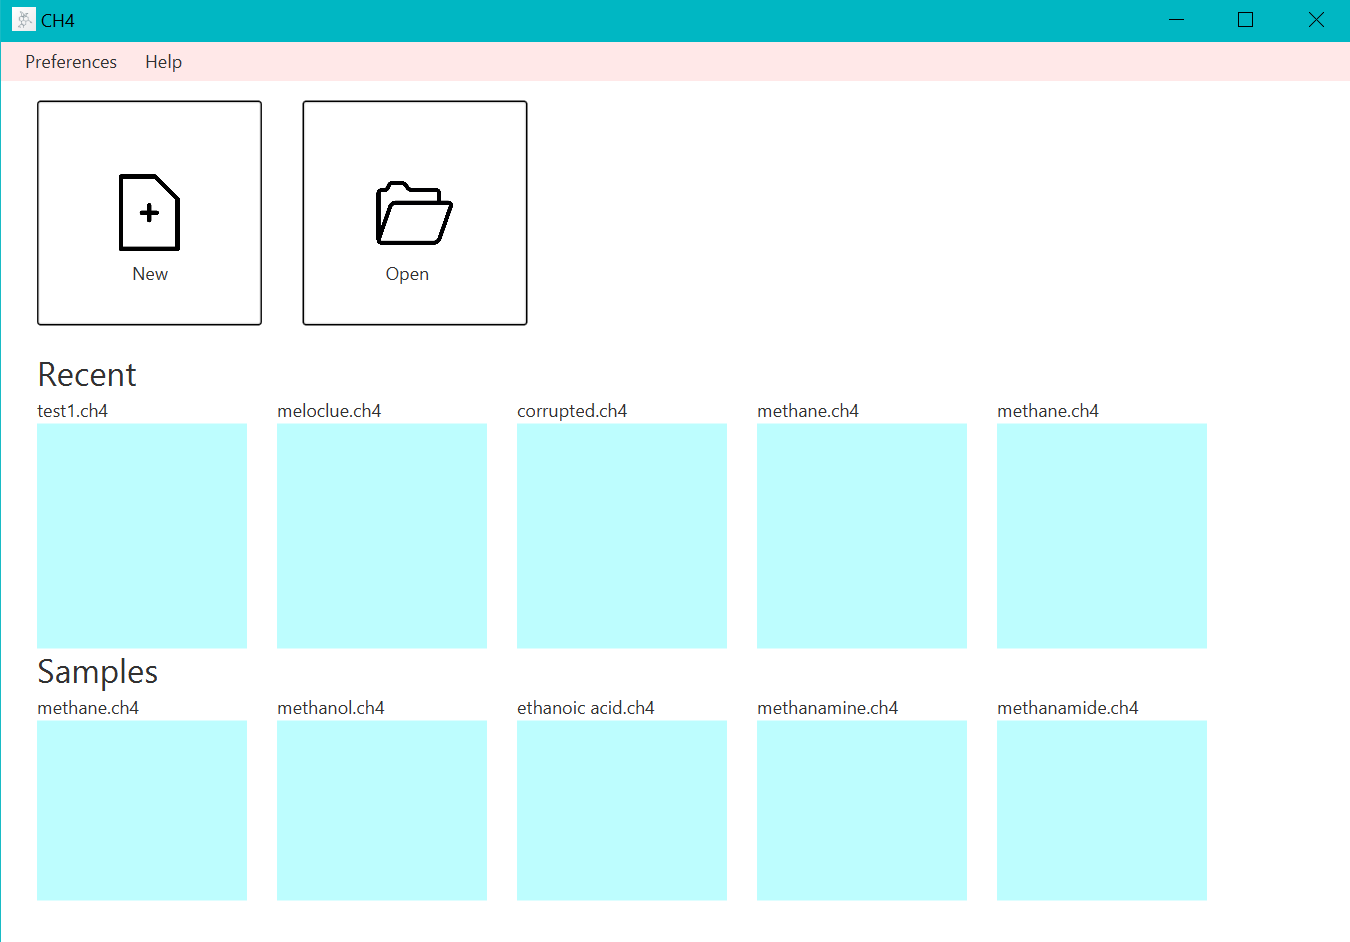 CH4
Preferences Help
New Open
Recent
test1.ch4 meloclue.ch4 corrupted.ch4 methane.ch4 methane.ch4
Samples
methane.ch4 methanol.ch4 ethanoic acid.ch4 methanamine.ch4 methanamide.ch4